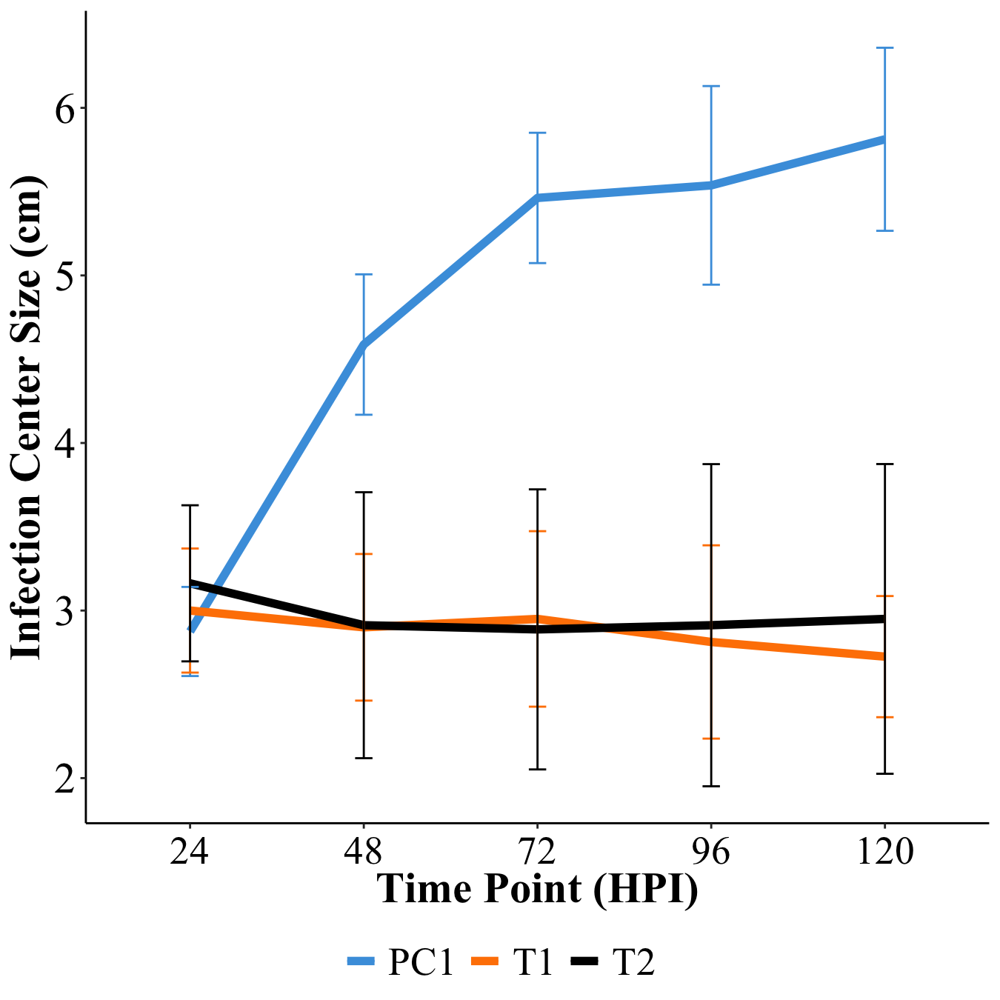 Infection Center Size (cm)
6
5
4
3
2
24 48 72 96 120
Time Point (HPI)
PC1 T1 T2